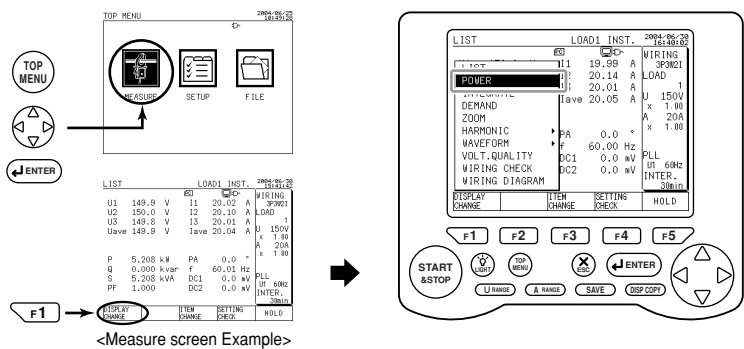 TOP MENU
2004/06/25
10:49:28
TOP
MENU
MEASURE
SETUP
FILE
ENTER
LIST
LOAD1 INST.
2004/06/30
15:41:42
WIRING
3P3W2I
U1 149.9 V I1 20.02 A
U2 150.0 V I2 20.10 A
U3 149.8 V I3 20.01 A
Uave 149.9 V Iave 20.04 A
LOAD
1
U 150V
x 1.00
A 20A
x 1.00
P 5.208 kW PA 0.0 °
Q 0.000 kvar f 60.01 Hz
S 5.208 kVA DC1 0.0 mV
PF 1.000 DC2 0.0 mV
PLL
U1 60Hz
INTER.
30min
DISPLAY
CHANGE
ITEM
CHANGE
SETTING
CHECK
HOLD
F1
<Measure screen Example>
LIST
LOAD1 INST.
2004/06/30
16:40:02
WIRING
3P3W2I
LOAD
1
U 150V
x 1.00
A 20A
x 1.00
PLL
U1 60Hz
INTER.
30min
LIST
POWER
INTEGRATE
DEMAND
ZOOM
HARMONIC
WAVEFORM
VOLT.QUALITY
WIRING CHECK
WIRING DIAGRAM
I1 19.99 A
20.14 A
20.01 A
Iave 20.05 A
PA 0.0 °
f 60.00 Hz
DC1 0.0 mV
DC2 0.0 mV
DISPLAY
CHANGE
ITEM
CHANGE
SETTING
CHECK
HOLD
F1
F2
F3
F4
F5
START
&STOP
LIGHT
TOP
MENU
ESC
ENTER
U RANGE
A RANGE
SAVE
DISP COPY